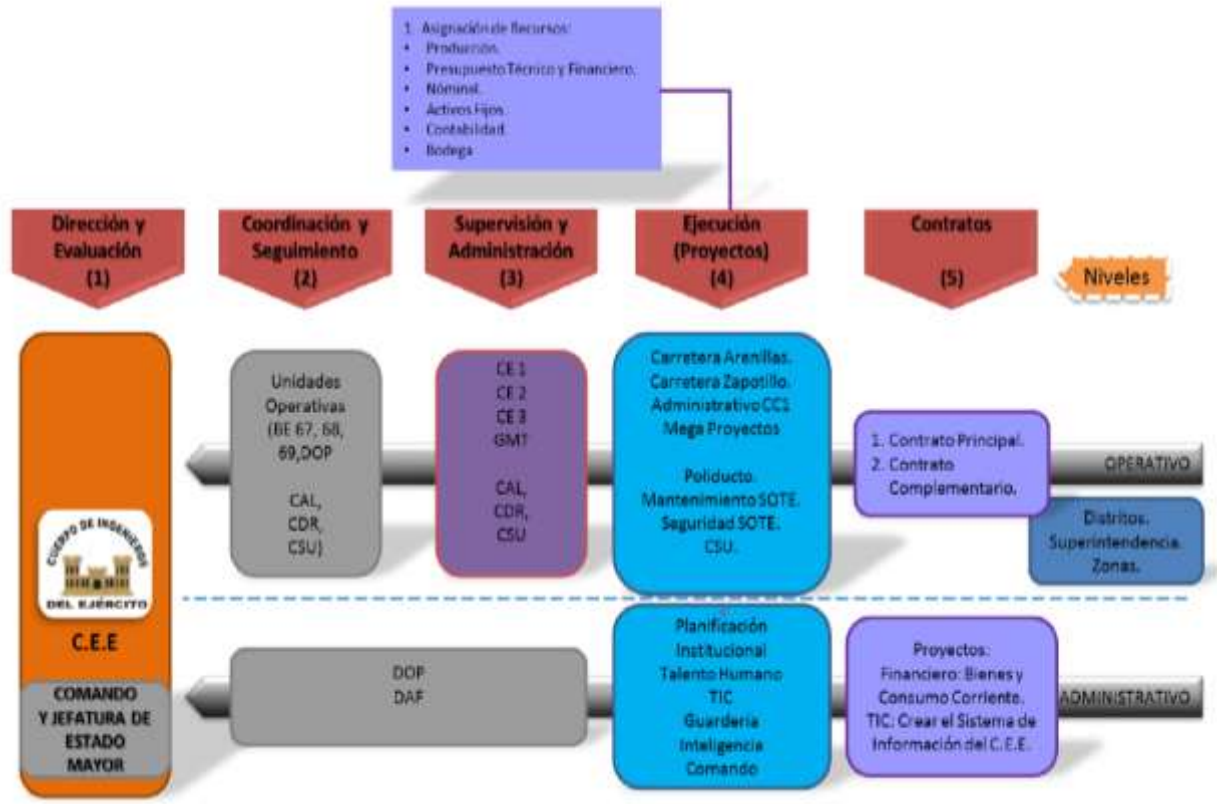 1. Asignación de Recursos:
• Producción.
• Presupuesto Técnico y Financiero.
• Nóminal.
• Activos Fijos.
• Contabilidad.
• Bodega
Dirección y
Evaluación
(1)
Coordinación y
Seguimiento
(2)
Supervisión y
Administración
(3)
Ejecución
(Proyectos)
(4)
Contratos
(5)
Niveles
Unidades
Operativas
(BE 67, 68,
69,DOP
CAL,
CDR,
CSU)
CE 1
CE 2
CE 3
GMT
CAL,
CDR,
CSU
Carretera Arenillas.
Carretera Zapotillo.
Administrativo CC1
Mega Proyectos
Poliducto.
Mantenimiento SOTE.
Seguridad SOTE.
CSU.
1. Contrato Principal.
2. Contrato
Complementario.
OPERATIVO
Distritos.
Superintendencia.
Zonas.
CUERPO DE INGENIEROS
DEL EJÉRCITO
C.E.E
COMANDO
Y JEFATURA DE
ESTADO
MAYOR
DOP
DAF
Planificación
Institucional
Talento Humano
TIC
Guardería
Inteligencia
Comando
Proyectos:
Financiero: Bienes y
Consumo Corriente.
TIC: Crear el Sistema de
Información del C.E.E.
ADMINISTRATIVO